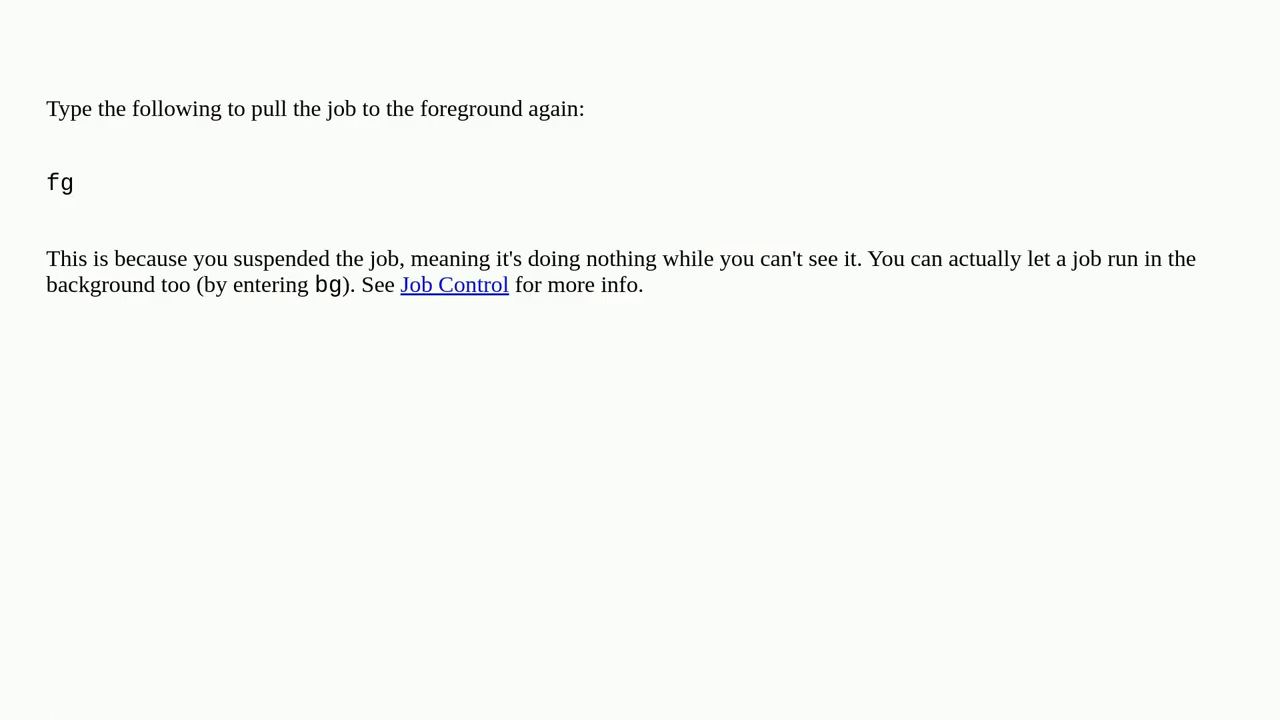 Type the following to pull the job to the foreground again:
fg
This is because you suspended the job, meaning it's doing nothing while you can't see it. You can actually let a job run in the
background too (by entering bg). See Job Control for more info.